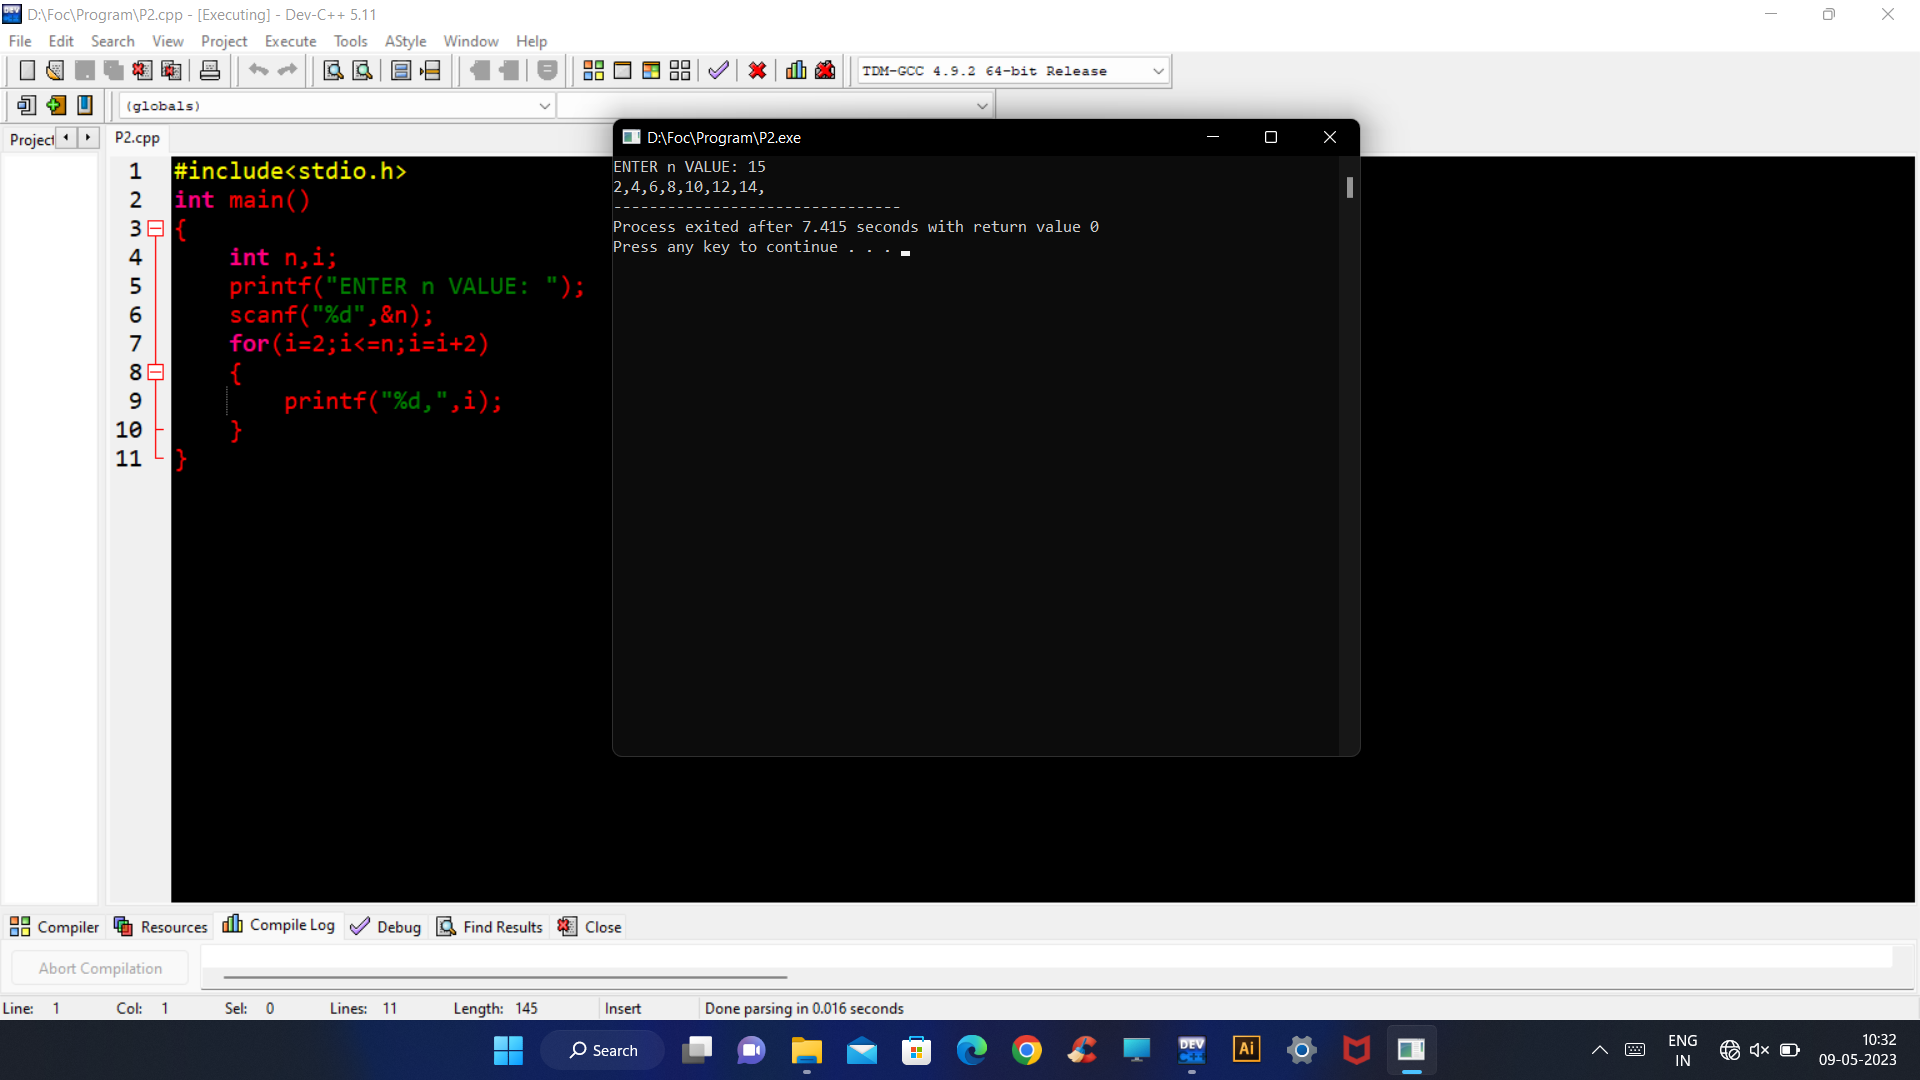 D:\Foc\Program\P2.cpp - [Executing] - Dev-C++ 5.11
File Edit Search View Project Execute Tools AStyle Window Help
TDM-GCC 4.9.2 64-bit Release
(globals)
Project P2.cpp
1 #include<stdio.h>
2 int main()
3 {
4 int n,i;
5 printf("ENTER n VALUE: ");
6 scanf("%d",&n);
7 for(i=2;i<=n;i=i+2)
8 {
9 printf("%d,",i);
10 }
11 }
D:\Foc\Program\P2.exe
ENTER n VALUE: 15
2,4,6,8,10,12,14,
--------------------------------
Process exited after 7.415 seconds with return value 0
Press any key to continue . . .
Compiler Resources Compile Log Debug Find Results Close
Abort Compilation
Line: 1 Col: 1 Sel: 0 Lines: 11 Length: 145 Insert Done parsing in 0.016 seconds
Search
DEV C++
Ai
ENG
IN
10:32
09-05-2023